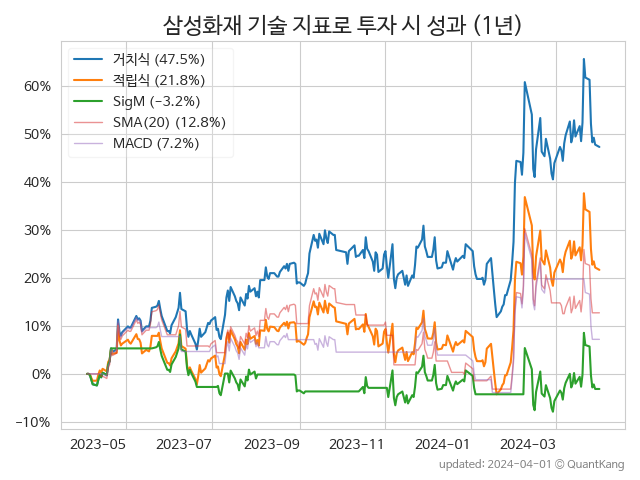 삼성화재 기술 지표로 투자 시 성과 (1년)
거치식 (47.5%)
적립식 (21.8%)
SigM (−3.2%)
SMA(20) (12.8%)
MACD (7.2%)
60%
50%
40%
30%
20%
10%
0%
−10%
2023-05 2023-07 2023-09 2023-11 2024-01 2024-03
updated: 2024-04-01 © QuantKang